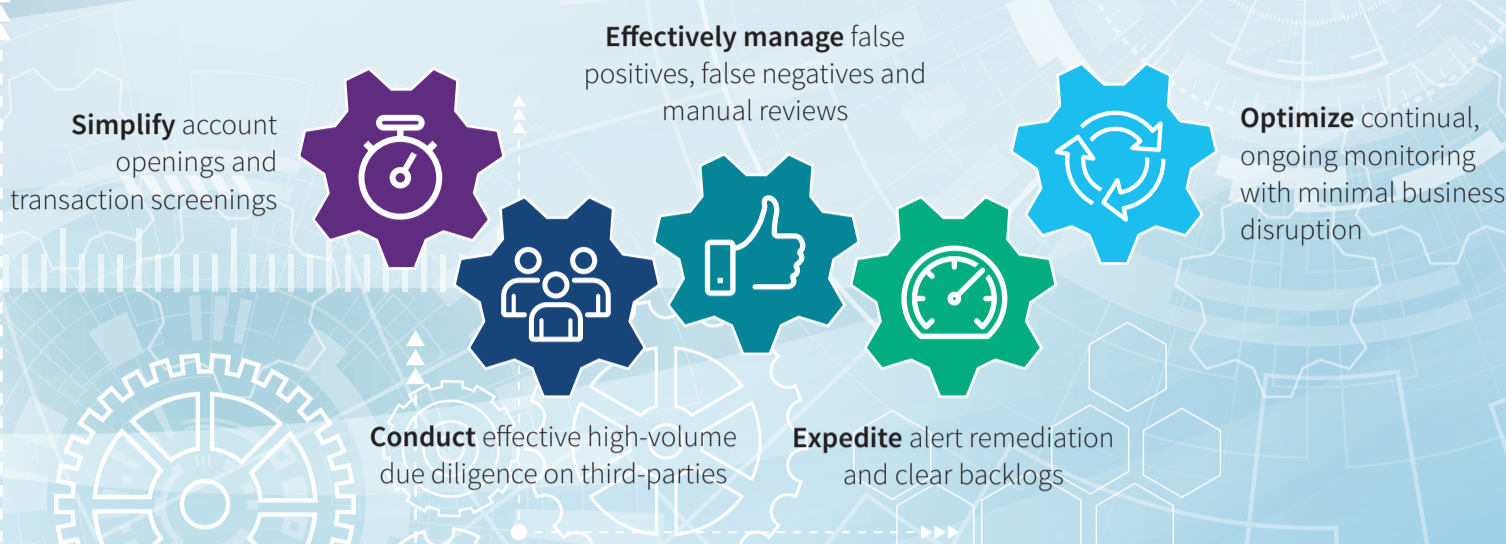 Simplify account
openings and
transaction screenings
Conduct effective high-volume
due diligence on third-parties
Effectively manage false
positives, false negatives and
manual reviews
Expedite alert remediation
and clear backlogs
Optimize continual,
ongoing monitoring
with minimal business
disruption